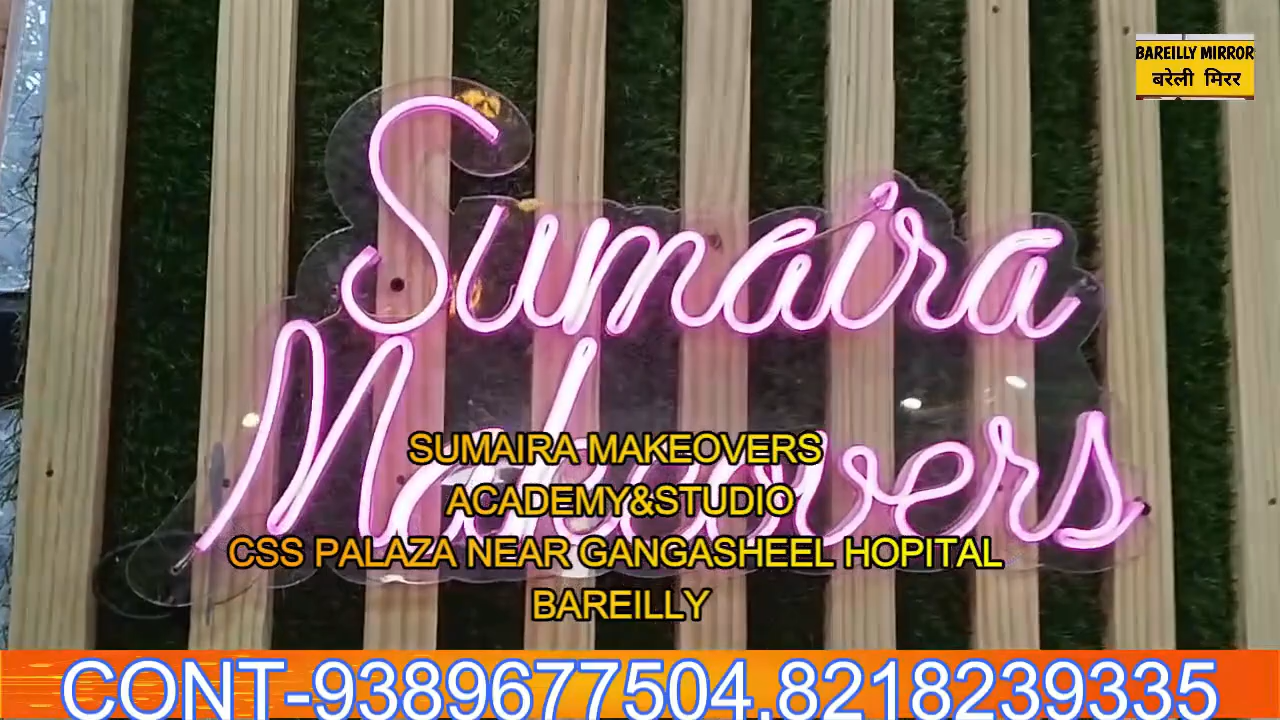 BAREILLY MIRROR
बरेली मिरर
Sumaira
Makeovers
SUMAIRA MAKEOVERS
ACADEMY&STUDIO
CSS PALAZA NEAR GANGASHEEL HOPITAL
BAREILLY
CONT-9389677504,8218239335